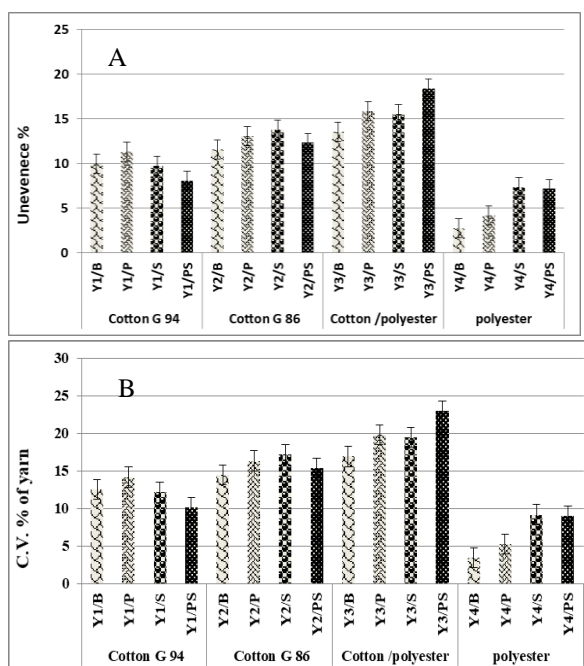 A
25
20
15
10
5
0
Unevenece %
Y1/B Y1/P Y1/S Y1/PS Y2/B Y2/P Y2/S Y2/PS Y3/B Y3/P Y3/S Y3/PS Y4/B Y4/P Y4/S Y4/PS
Cotton G 94 Cotton G 86 Cotton /polyester polyester
B
30
25
20
15
10
5
0
C.V. % of yarn
Y1/B Y1/P Y1/S Y1/PS Y2/B Y2/P Y2/S Y2/PS Y3/B Y3/P Y3/S Y3/PS Y4/B Y4/P Y4/S Y4/PS
Cotton G 94 Cotton G 86 Cotton /polyester polyester